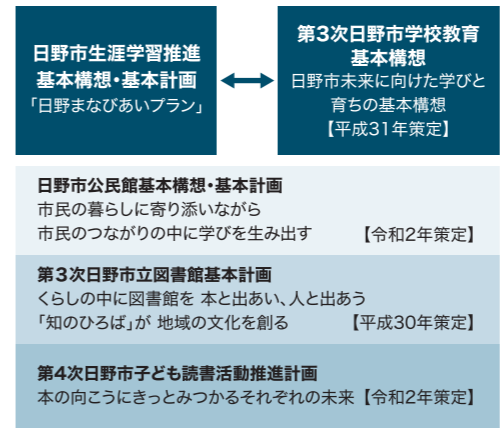 日野市生涯学習推進
基本構想・基本計画
「日野まなびあいプラン」
第3次日野市学校教育
基本構想
日野市未来に向けた学びと
育ちの基本構想
【平成31年策定】
日野市公民館基本構想・基本計画
市民の暮らしに寄り添いながら
市民のつながりの中に学びを生み出す 【令和2年策定】
第3次日野市立図書館基本計画
くらしの中に図書館を 本と出あい、人と出あう
「知のひろば」が 地域の文化を創る 【平成30年策定】
第4次日野市子ども読書活動推進計画
本の向こうにきっとみつかるそれぞれの未来 【令和2年策定】